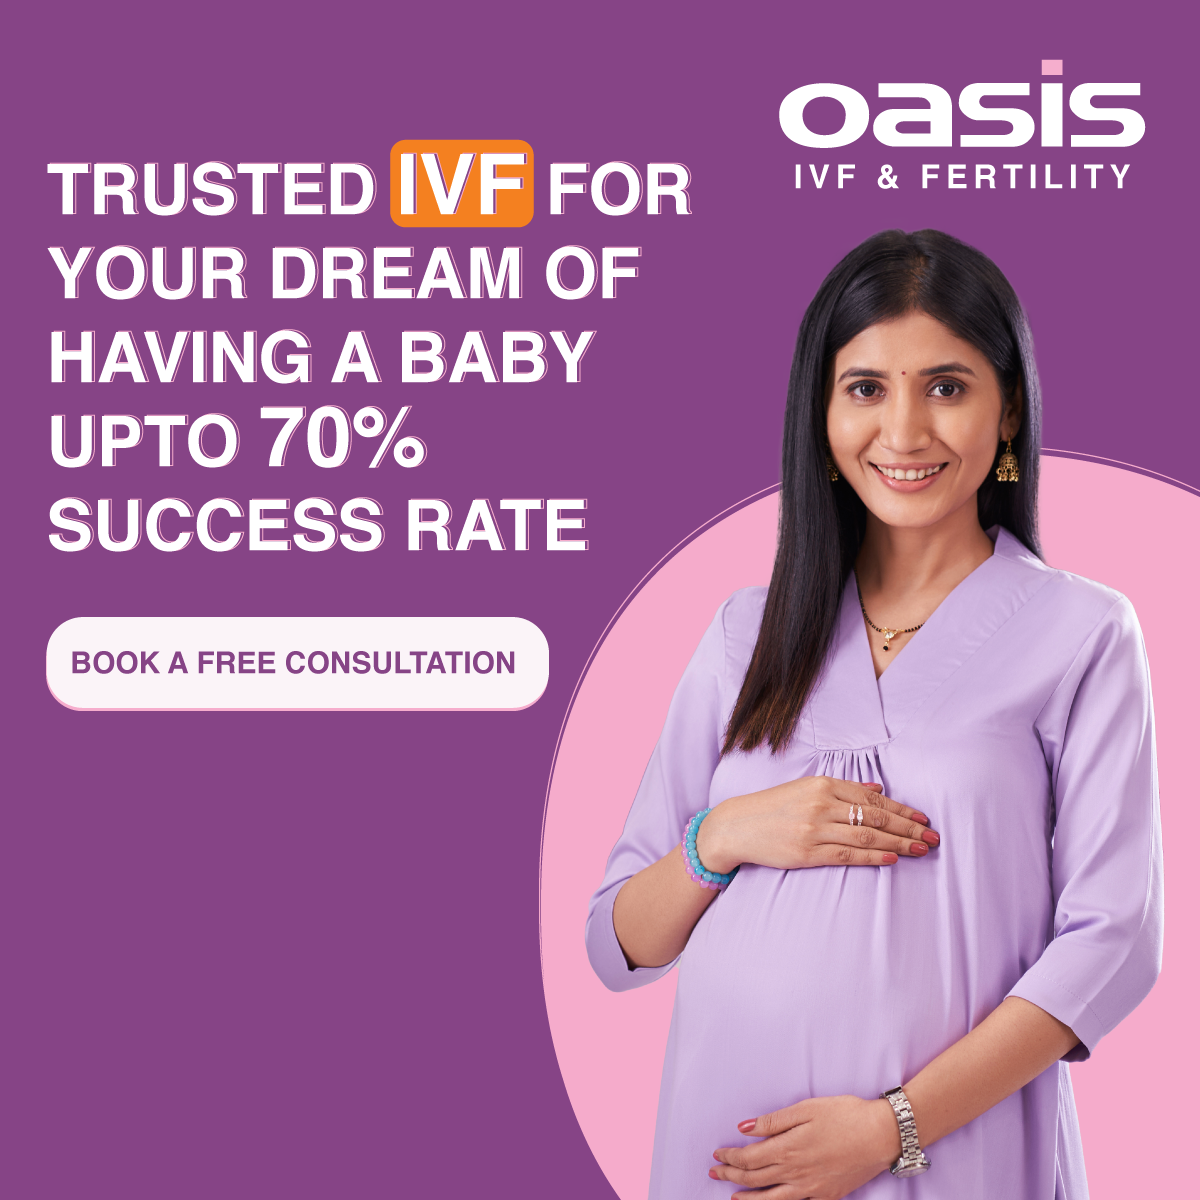 oasis
IVF & FERTILITY
TRUSTED IVF FOR
YOUR DREAM OF
HAVING A BABY
UPTO 70%
SUCCESS RATE
BOOK A FREE CONSULTATION